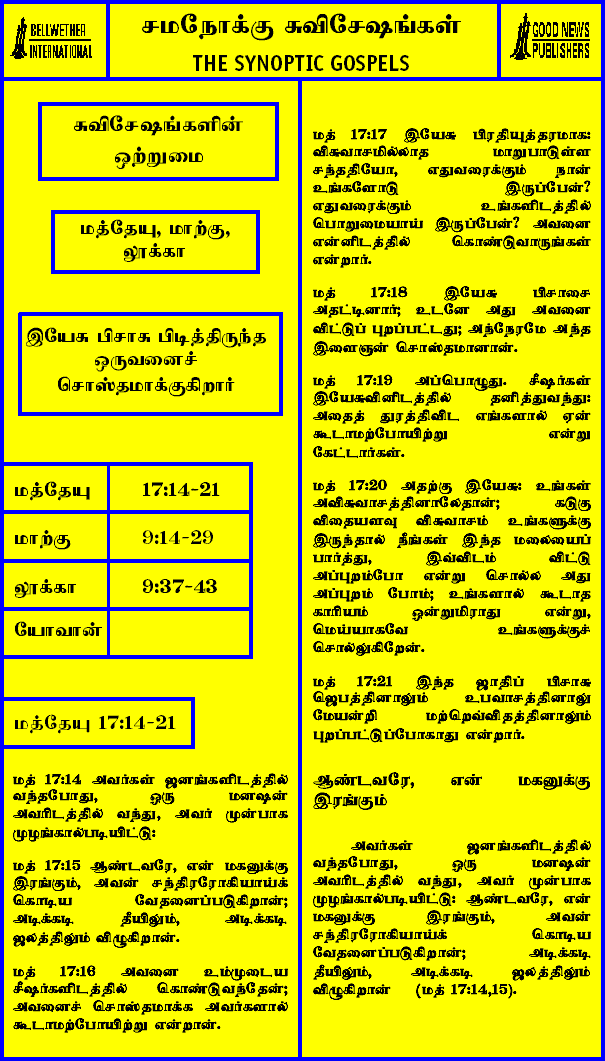 BELLWETHER
INTERNATIONAL
சமநோக்கு சுவிசேஷங்கள்
THE SYNOPTIC GOSPELS
GOOD NEWS
PUBLISHERS
சுவிசேஷங்களின்
ஒற்றுமை
மத்தேயு, மாற்கு,
லூக்கா
இயேசு பிசாசு பிடித்திருந்த
ஒருவனைச்
சொஸ்தமாக்குகிறார்
மத்தேயு 17:14-21
மாற்கு 9:14-29
லூக்கா 9:37-43
யோவான்
மத்தேயு 17:14-21
மத் 17:14 அவர்கள் ஜனங்களிடத்தில்
வந்தபோது, ஒரு மனஷன்
அவரிடத்தில் வந்து, அவர் முன்பாக
முழங்கால்படியிட்டு:
மத் 17:15 ஆண்டவரே, என் மகனுக்கு
இரங்கும், அவன் சந்திரரோகியாய்க்
கொடிய வேதனைப்படுகிறான்;
அடிக்கடி தீயிலும், அடிக்கடி
ஜலத்திலும் விழுகிறான்.
மத் 17:16 அவனை உம்முடைய
சீஷர்களிடத்தில் கொண்டுவந்தேன்;
அவனைச் சொஸ்தமாக்க அவர்களால்
கூடாமற்போயிற்று என்றான்.
மத் 17:17 இயேசு பிரதியுத்தரமாக:
விசுவாசமில்லாத மாறுபாடுள்ள
சந்ததியோ, எதுவரைக்கும் நான்
உங்களோடு இருப்பேன்?
எதுவரைக்கும் உங்களிடத்தில்
பொறுமையாய் இருப்பேன்? அவனை
என்னிடத்தில் கொண்டுவாருங்கள்
என்றார்.
மத் 17:18 இயேசு பிசாசை
அதட்டினார்; உடனே அது அவனை
விட்டுப் புறப்பட்டது; அந்நேரமே அந்த
இளைஞன் சொஸ்தமானான்.
மத் 17:19 அப்பொழுது. சீஷர்கள்
இயேசுவினிடத்தில் தனித்துவந்து:
அதைத் துரத்திவிட எங்களால் ஏன்
கூடாமற்போயிற்று என்று
கேட்டார்கள்.
மத் 17:20 அதற்கு இயேசு: உங்கள்
அவிசுவாசத்தினாலேதான்; கடுகு
விதையளவு விசுவாசம் உங்களுக்கு
இருந்தால் நீங்கள் இந்த மலையைப்
பார்த்து, இவ்விடம் விட்டு
அப்புறம்போ என்று சொல்ல அது
அப்புறம் போம்; உங்களால் கூடாத
காரியம் ஒன்றுமிராது என்று,
மெய்யாகவே உங்களுக்குச்
சொல்லுகிறேன்.
மத் 17:21 இந்த ஜாதிப் பிசாசு
ஜெபத்தினாலும் உபவாசத்தினாலு
மேயன்றி மற்றெவ்விதத்தினாலும்
புறப்பட்டுப்போகாது என்றார்.
ஆண்டவரே, என் மகனுக்கு
இரங்கும்
அவர்கள் ஜனங்களிடத்தில்
வந்தபோது, ஒரு மனஷன்
அவரிடத்தில் வந்து, அவர் முன்பாக
முழங்கால்படியிட்டு: ஆண்டவரே, என்
மகனுக்கு இரங்கும், அவன்
சந்திரரோகியாய்க் கொடிய
வேதனைப்படுகிறான்; அடிக்கடி
தீயிலும், அடிக்கடி ஜலத்திலும்
விழுகிறான் (மத் 17:14,15).